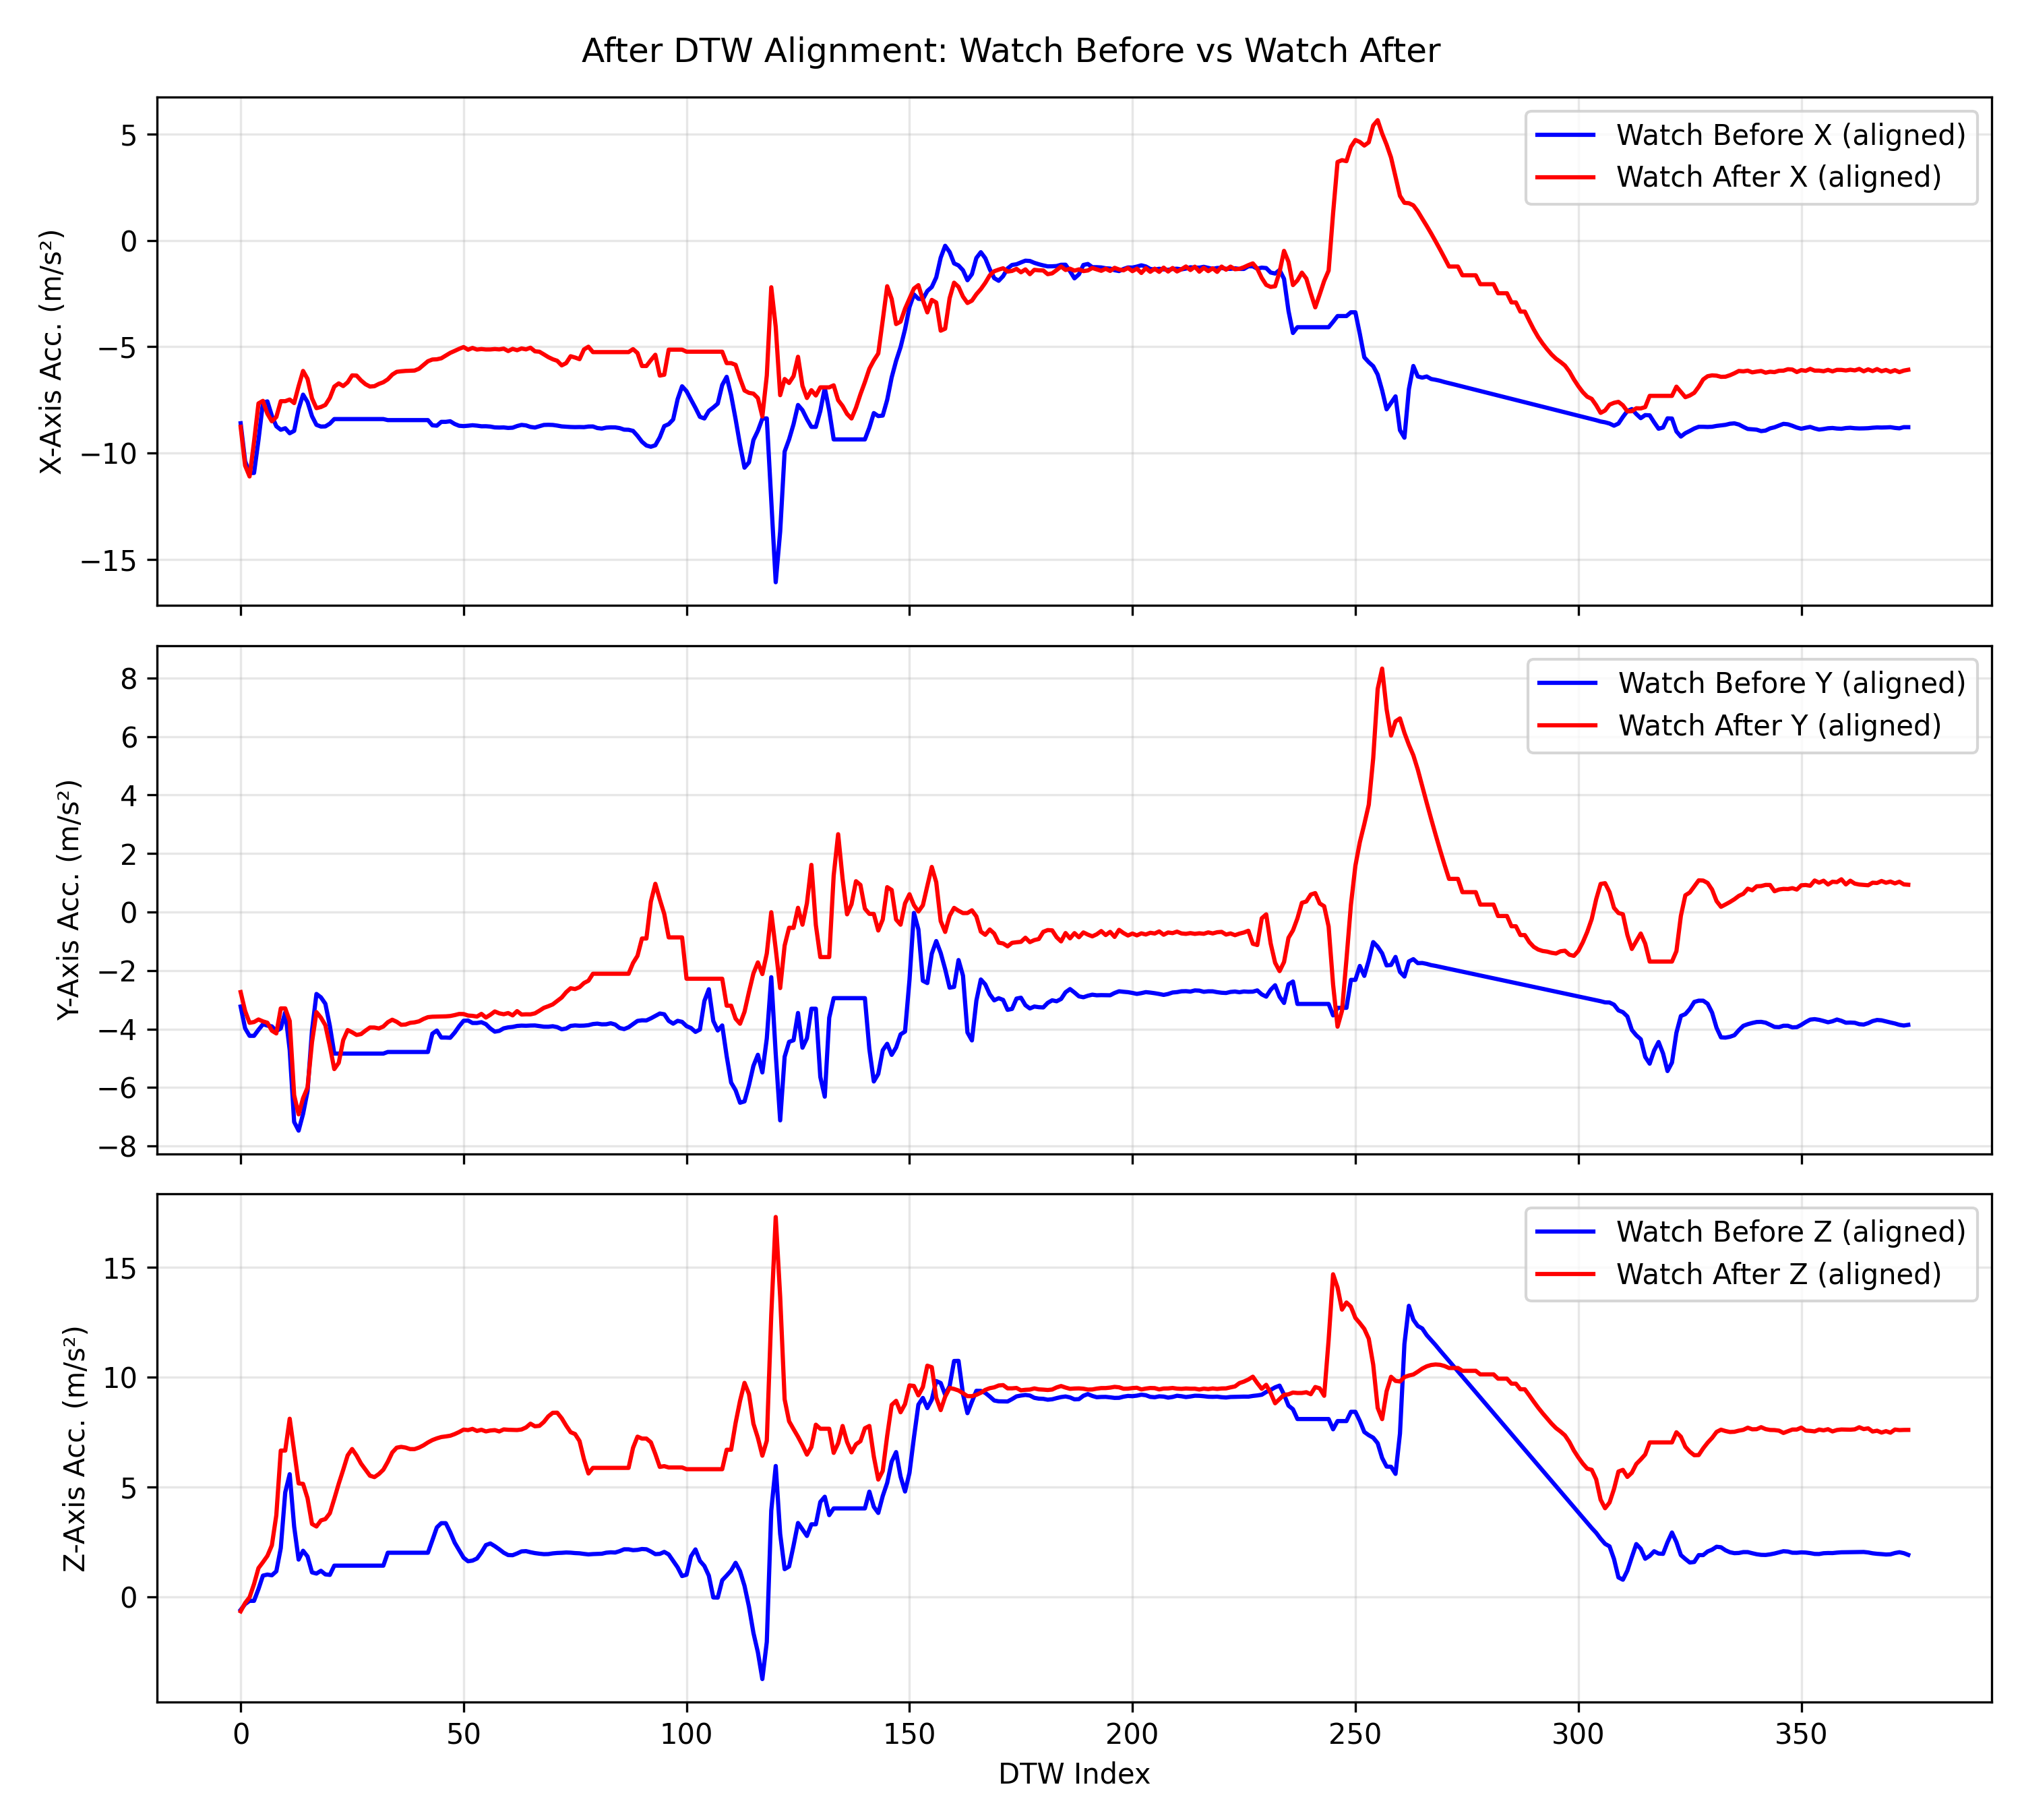 After DTW Alignment: Watch Before vs Watch After
X-Axis Acc. (m/s²)
5
0
−5
−10
−15
Watch Before X (aligned)
Watch After X (aligned)
Y-Axis Acc. (m/s²)
8
6
4
2
0
−2
−4
−6
−8
Watch Before Y (aligned)
Watch After Y (aligned)
Z-Axis Acc. (m/s²)
15
10
5
0
Watch Before Z (aligned)
Watch After Z (aligned)
0 50 100 150 200 250 300 350
DTW Index